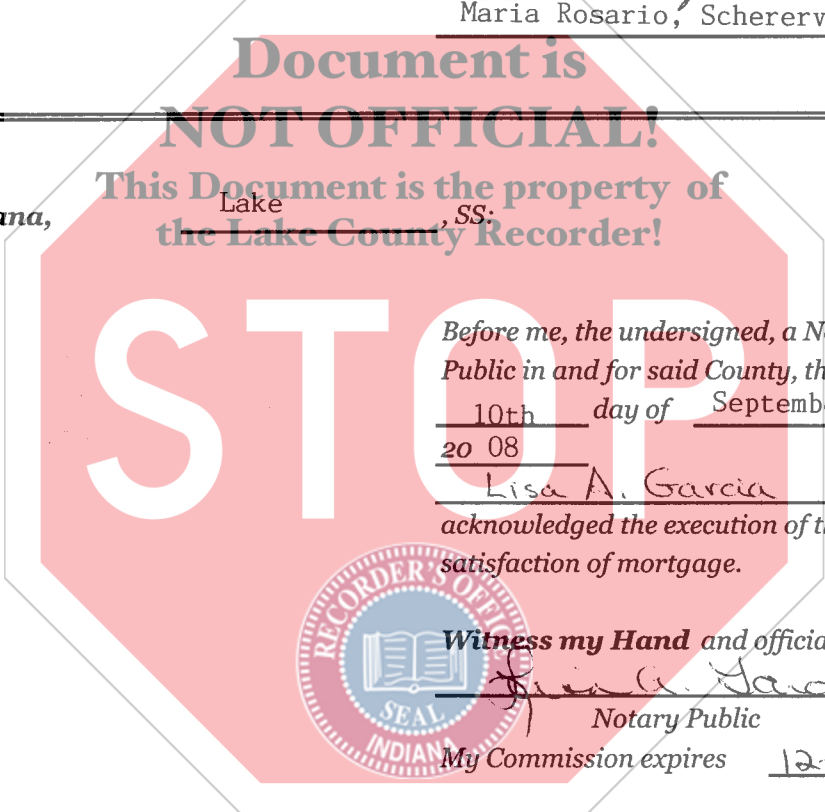 Maria Rosario, Schererv
Document is
NOT OFFICIAL!
This Document is the property of
the Lake County Recorder!
ana, Lake , SS:
STOP
Before me, the undersigned, a No
Public in and for said County, th
10th day of Septemb
20 08
Lisa A. Garcia
acknowledged the execution of t
satisfaction of mortgage.
RECORDER'S OFFICE
SEAL
INDIANA
Witness my Hand and officia
Lisa A. Garc
Notary Public
My Commission expires 12-